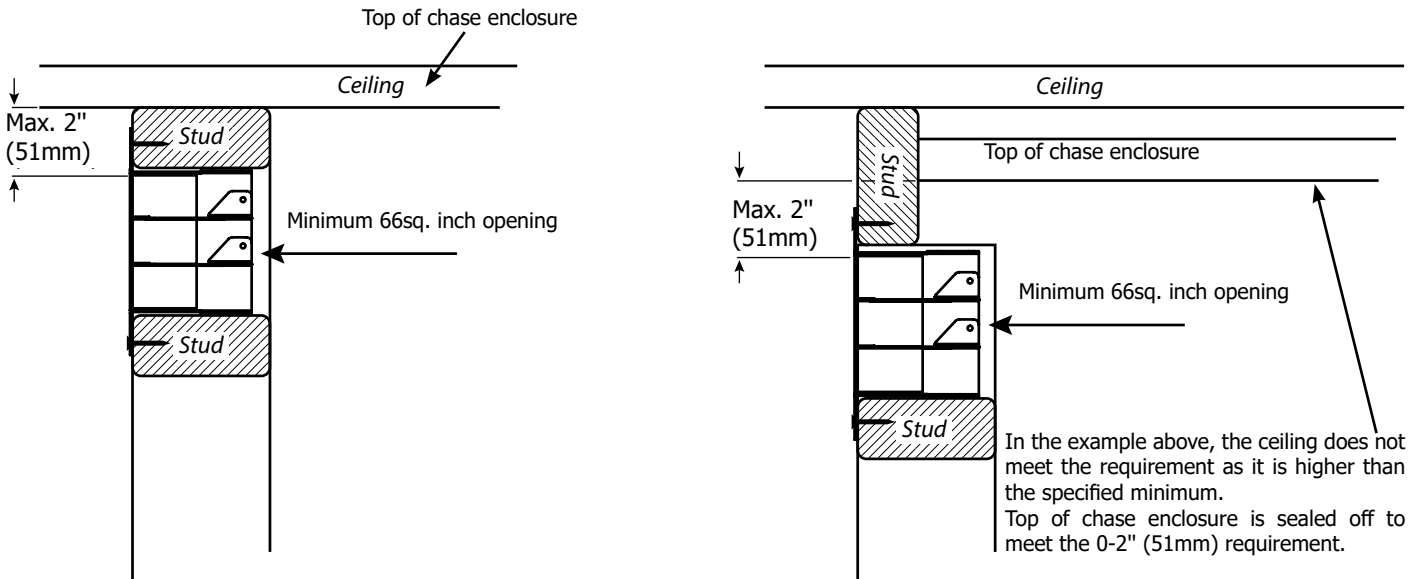 Top of chase enclosure
Ceiling
Max. 2"
(51mm)
Stud
Minimum 66sq. inch opening
Stud
Ceiling
Top of chase enclosure
Stud
Max. 2"
(51mm)
Minimum 66sq. inch opening
Stud
In the example above, the ceiling does not
meet the requirement as it is higher than
the specified minimum.
Top of chase enclosure is sealed off to
meet the 0-2" (51mm) requirement.